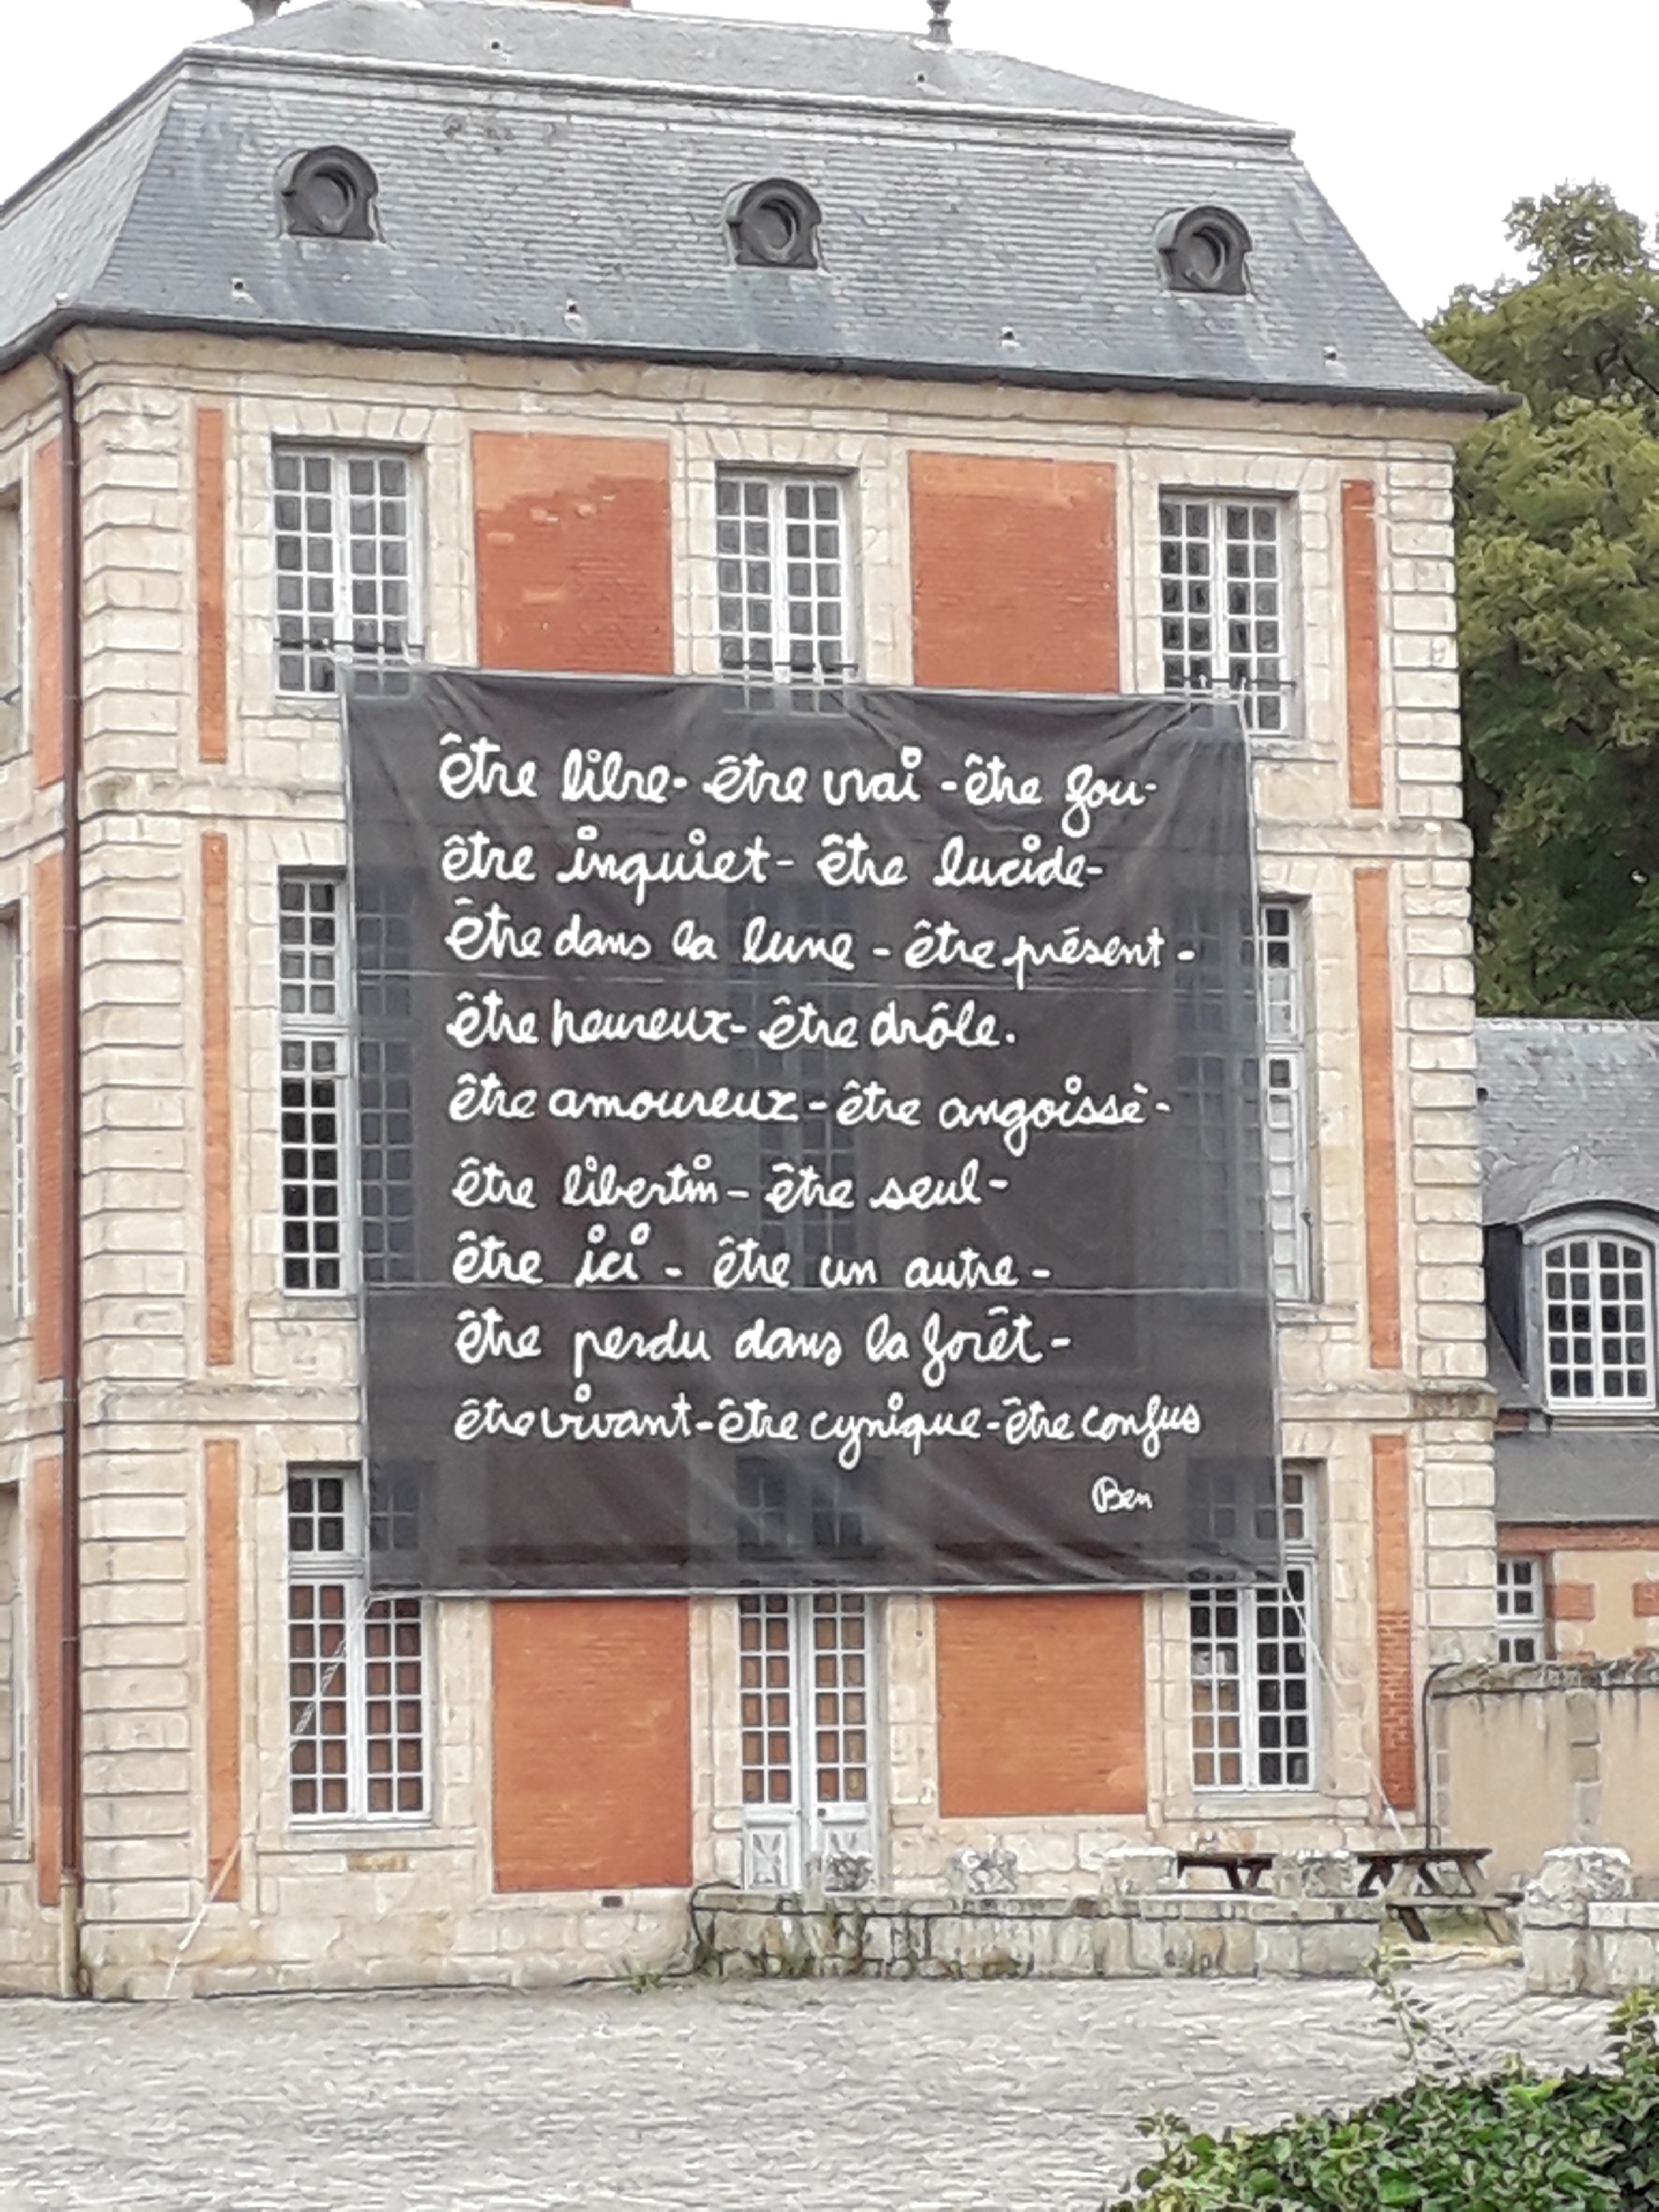 être libre - être vrai - être fou -
être inquiet - être lucide -
être dans la lune - être présent -
être heureux - être drôle.
être amoureux - être angoissè -
être libertin - être seul -
être ici - être un autre -
être perdu dans la forêt -
être vivant - être cynique - être confus
Ben